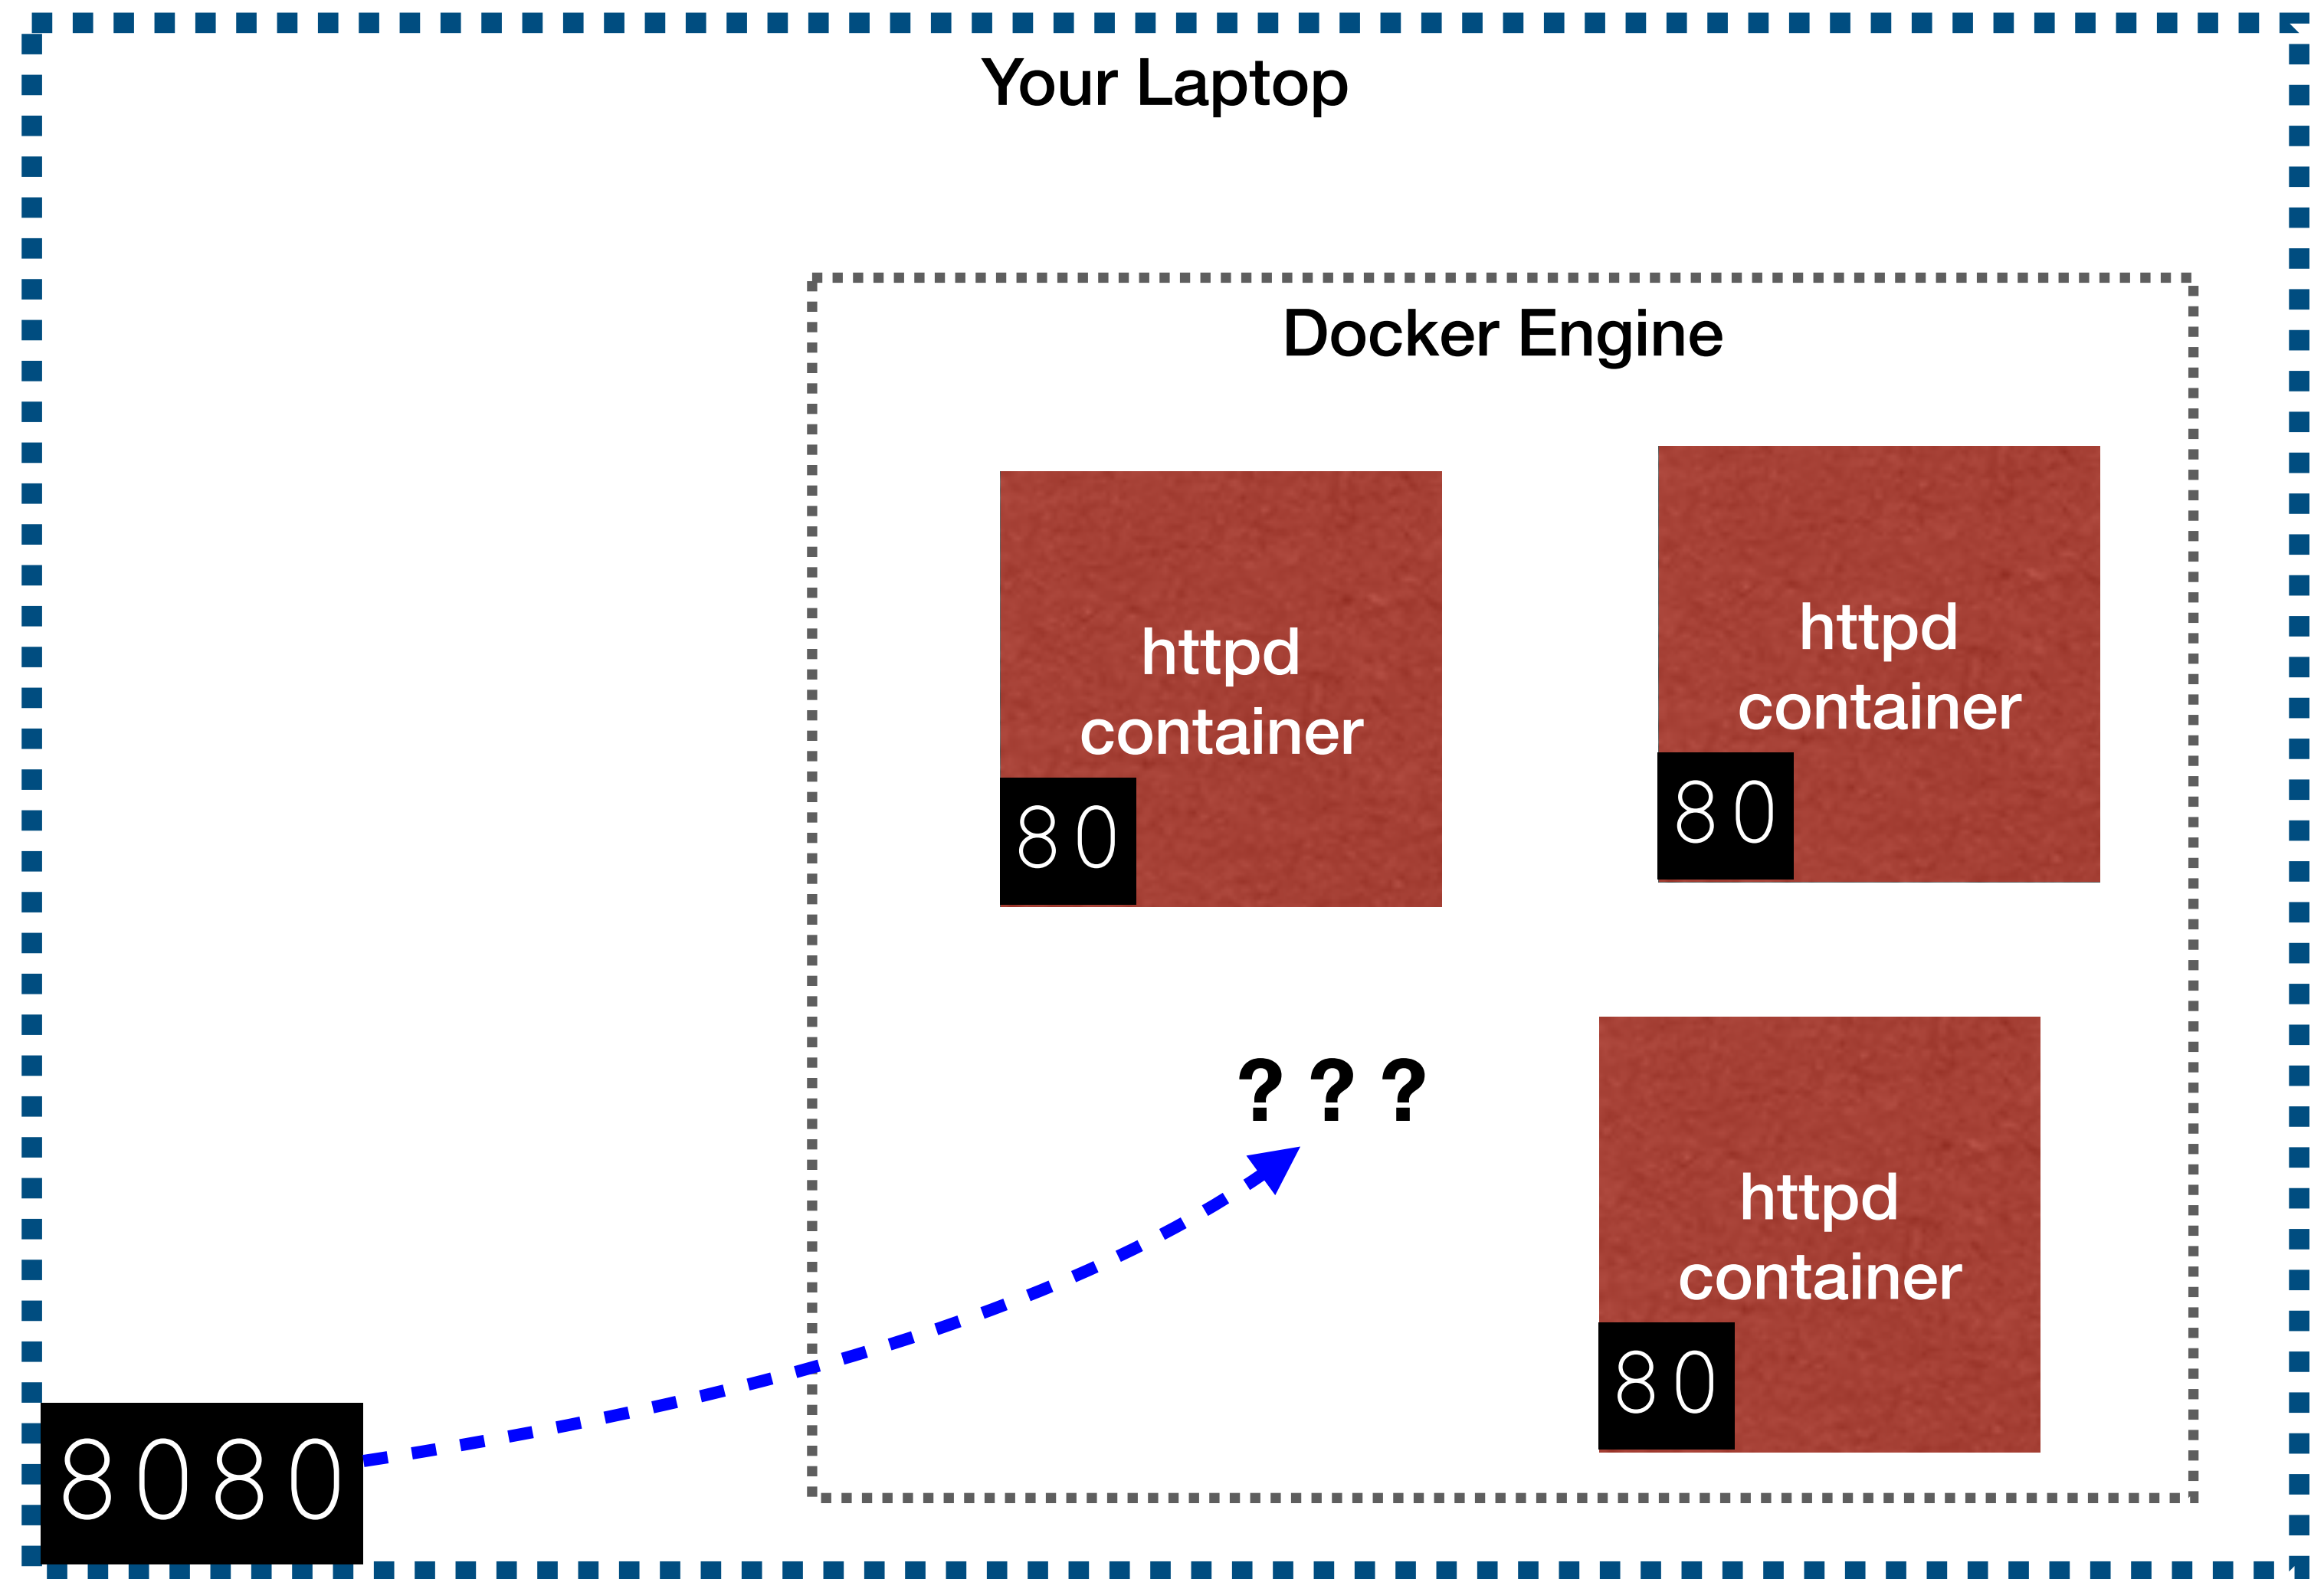 Your Laptop
Docker Engine
httpd
container
80
httpd
container
80
? ? ?
httpd
container
80
8080